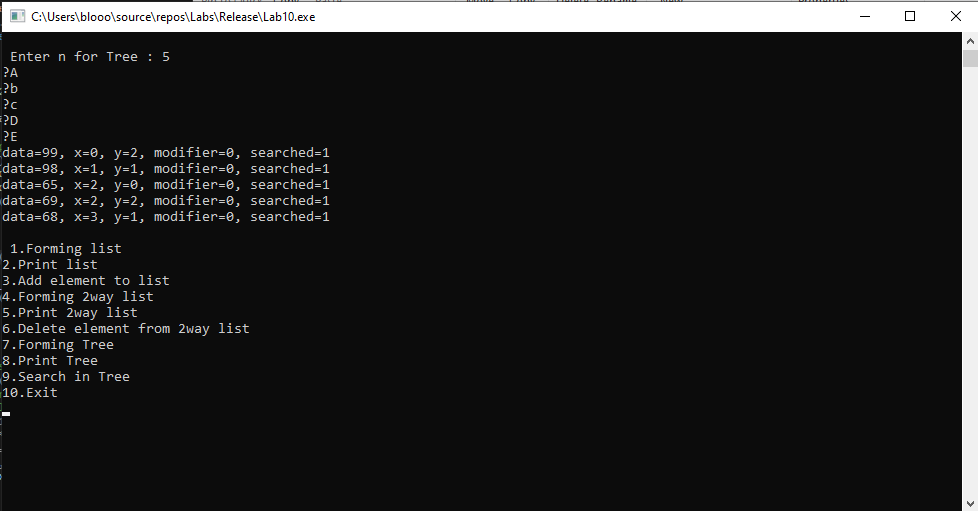 C:\Users\blooo\source\repos\Labs\Release\Lab10.exe
Enter n for Tree : 5
?A
?b
?c
?D
?E
data=99, x=0, y=2, modifier=0, searched=1
data=98, x=1, y=1, modifier=0, searched=1
data=65, x=2, y=0, modifier=0, searched=1
data=69, x=2, y=2, modifier=0, searched=1
data=68, x=3, y=1, modifier=0, searched=1
1.Forming list
2.Print list
3.Add element to list
4.Forming 2way list
5.Print 2way list
6.Delete element from 2way list
7.Forming Tree
8.Print Tree
9.Search in Tree
10.Exit